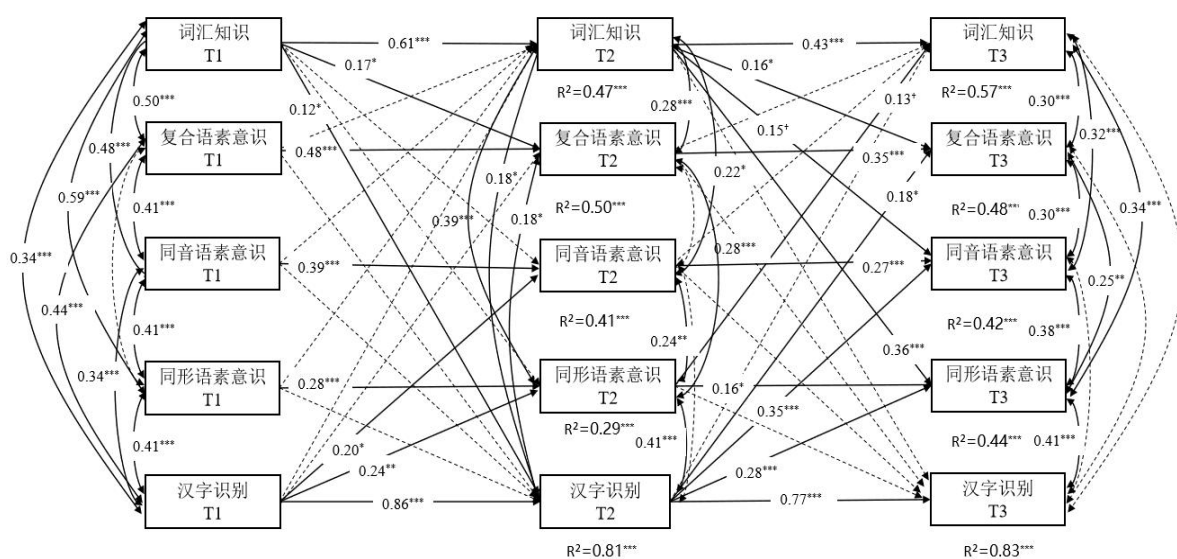 词汇知识
T1
词汇知识
T2
词汇知识
T3
0.61***
0.43***
0.17*
0.16*
0.12*
0.13†
R²=0.47***
R²=0.57***
0.50***
0.28***
0.30***
复合语素意识
T1
复合语素意识
T2
复合语素意识
T3
0.15†
0.32***
0.48***
0.48***
0.35***
0.18*
0.22*
0.18*
0.59***
0.39***
0.18*
R²=0.50***
R²=0.48***
0.41***
0.30***
0.34***
同音语素意识
T1
同音语素意识
T2
同音语素意识
T3
0.28***
0.34***
0.39***
0.27***
0.25**
0.44***
R²=0.41***
R²=0.42***
0.41***
0.24**
0.38***
0.36***
同形语素意识
T1
同形语素意识
T2
同形语素意识
T3
0.34***
0.28***
0.16*
0.35***
R²=0.29***
R²=0.44***
0.41***
0.41***
0.41***
0.20*
0.24**
0.28***
汉字识别
T1
汉字识别
T2
汉字识别
T3
0.86***
0.77***
R²=0.81***
R²=0.83***